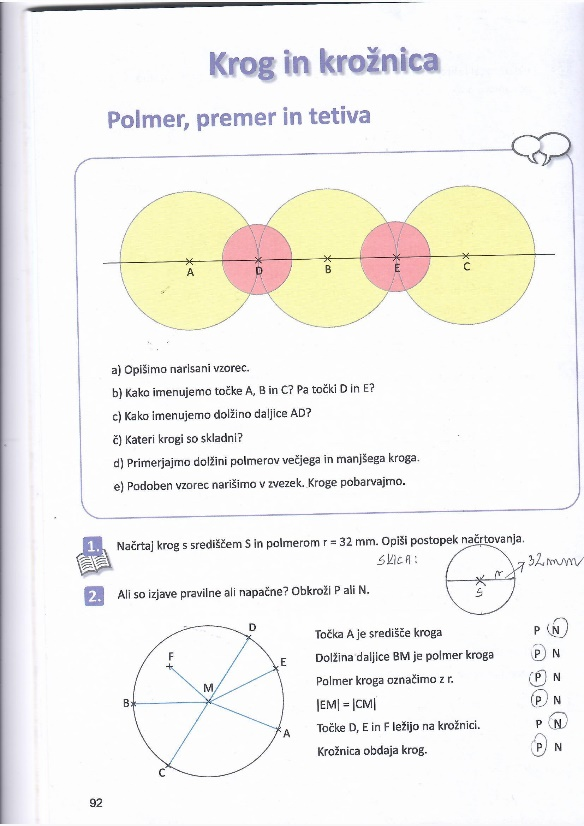 Krog in krožnica
Polmer, premer in tetiva
A D B E C
a) Opišimo narisani vzorec.
b) Kako imenujemo točke A, B in C? Pa točki D in E?
c) Kako imenujemo dolžino daljice AD?
č) Kateri krogi so skladni?
d) Primerjajmo dolžini polmerov večjega in manjšega kroga.
e) Podoben vzorec narišimo v zvezek. Kroge pobarvajmo.
1. Načrtaj krog s središčem S in polmerom r = 32 mm. Opiši postopek načrtovanja.
SKICA: r 32mm
S
2. Ali so izjave pravilne ali napačne? Obkroži P ali N.
D
F
E
M
B
A
C
Točka A je središče kroga P N
Dolžina daljice BM je polmer kroga P N
Polmer kroga označimo z r. P N
|EM| = |CM| P N
Točke D, E in F ležijo na krožnici. P N
Krožnica obdaja krog. P N
92